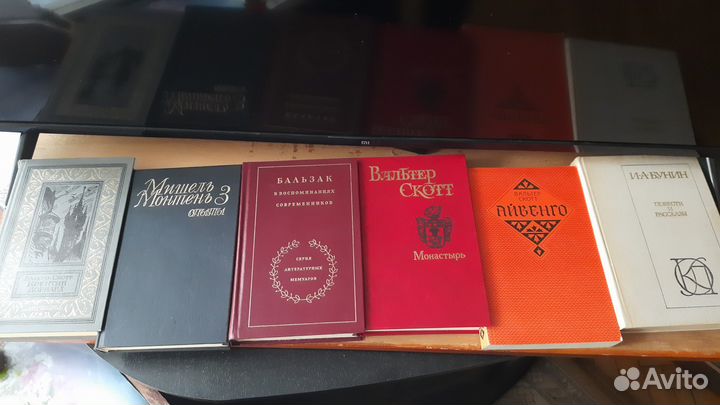 Мишель
Монтень 3
ОПЫТЫ
БАЛЬЗАК
В ВОСПОМИНАНИЯХ
СОВРЕМЕННИКОВ
СЕРИЯ
ЛИТЕРАТУРНЫХ
МЕМУАРОВ
ВАЛЬТЕР
СКОТТ
Монастырь
ВАЛЬТЕР
СКОТТ
АЙВЕНГО
И.А.БУНИН
ПОВЕСТИ
И
РАССКАЗЫ
mi
Avito